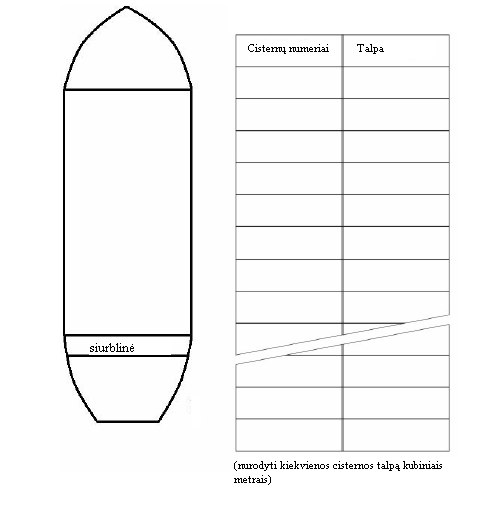 Cisternų numeriai
Talpa
siurblinė
(nurodyti kiekvienos cisternos talpą kubiniais
metrais)